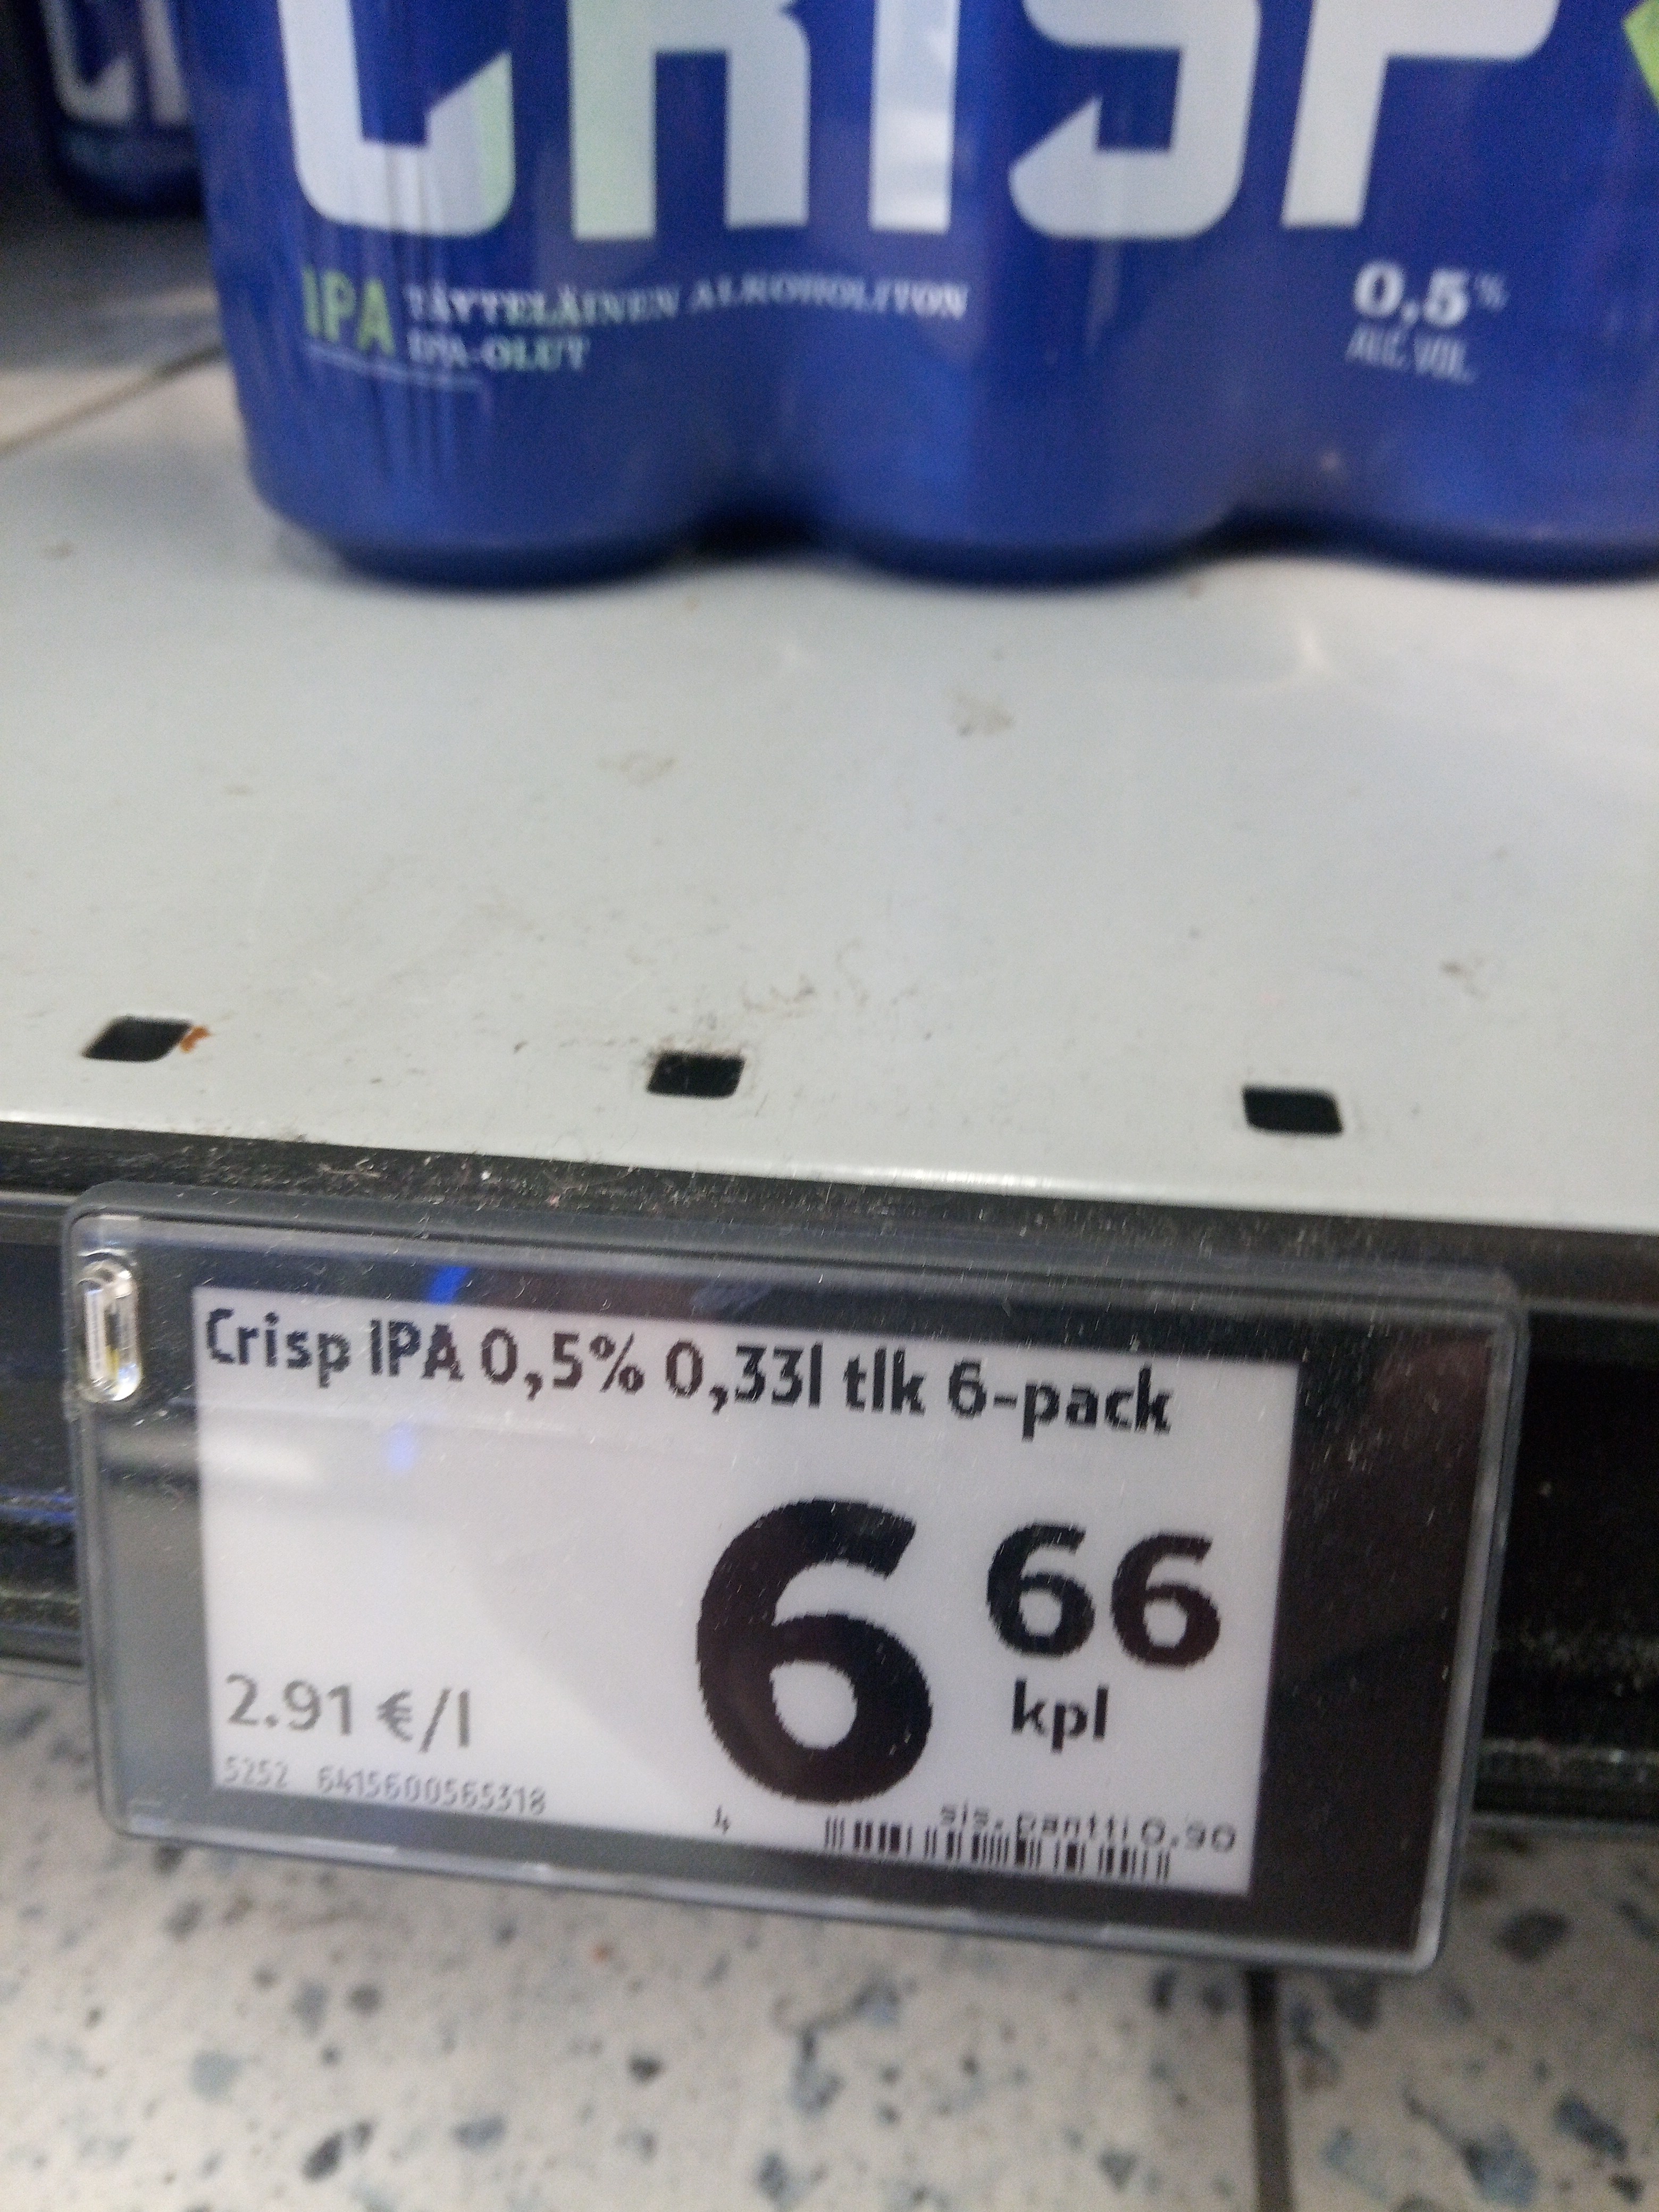 CRISP
IPA TÄYTELÄINEN ALKOHOLITON
IPA-OLUT
0,5%
ALC. VOL.
Crisp IPA 0,5% 0,33l tlk 6-pack
6 66
kpl
2.91 €/l
5252 6415600565318
4
sis. pantti 0.90